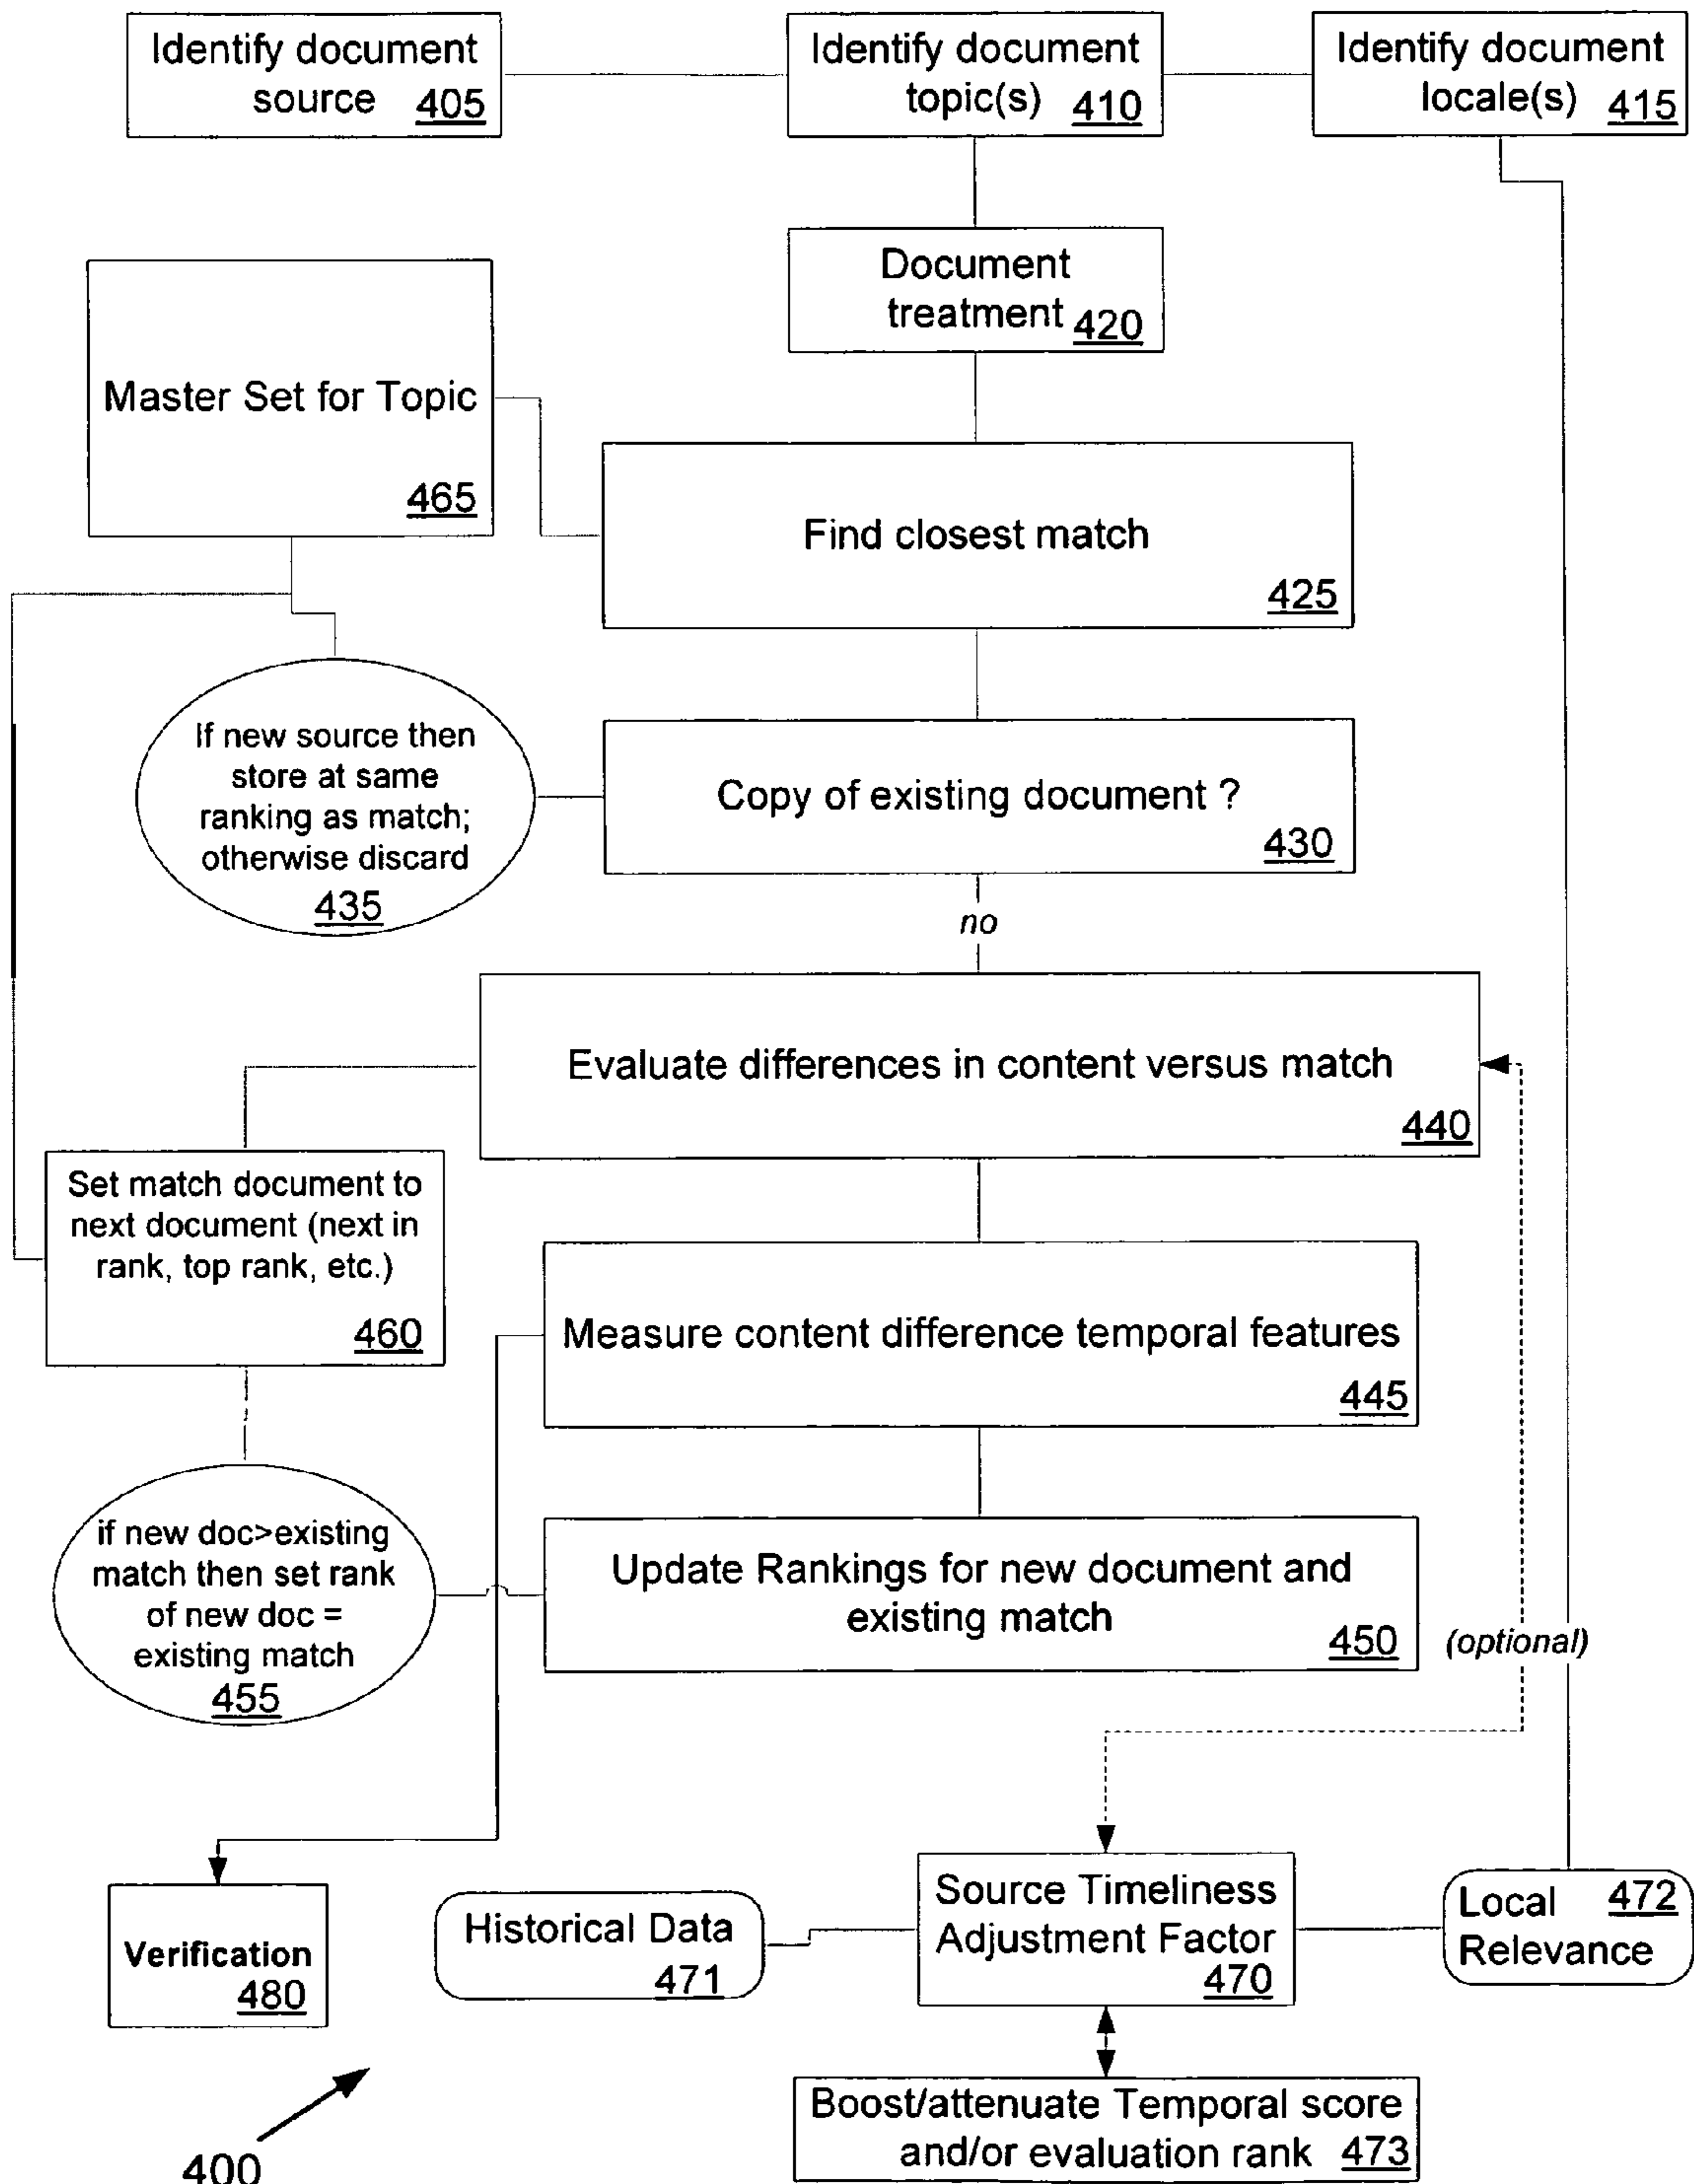 Identify document
source 405
Identify document
topic(s) 410
Identify document
locale(s) 415
Document
treatment 420
Master Set for Topic
465
Find closest match
425
If new source then
store at same
ranking as match;
otherwise discard
435
Copy of existing document ?
430
no
Evaluate differences in content versus match
440
Set match document to
next document (next in
rank, top rank, etc.)
460
Measure content difference temporal features
445
if new doc>existing
match then set rank
of new doc =
existing match
455
Update Rankings for new document and
existing match
450
(optional)
Verification
480
Historical Data
471
Source Timeliness
Adjustment Factor
470
Local 472
Relevance
Boost/attenuate Temporal score
and/or evaluation rank 473
400